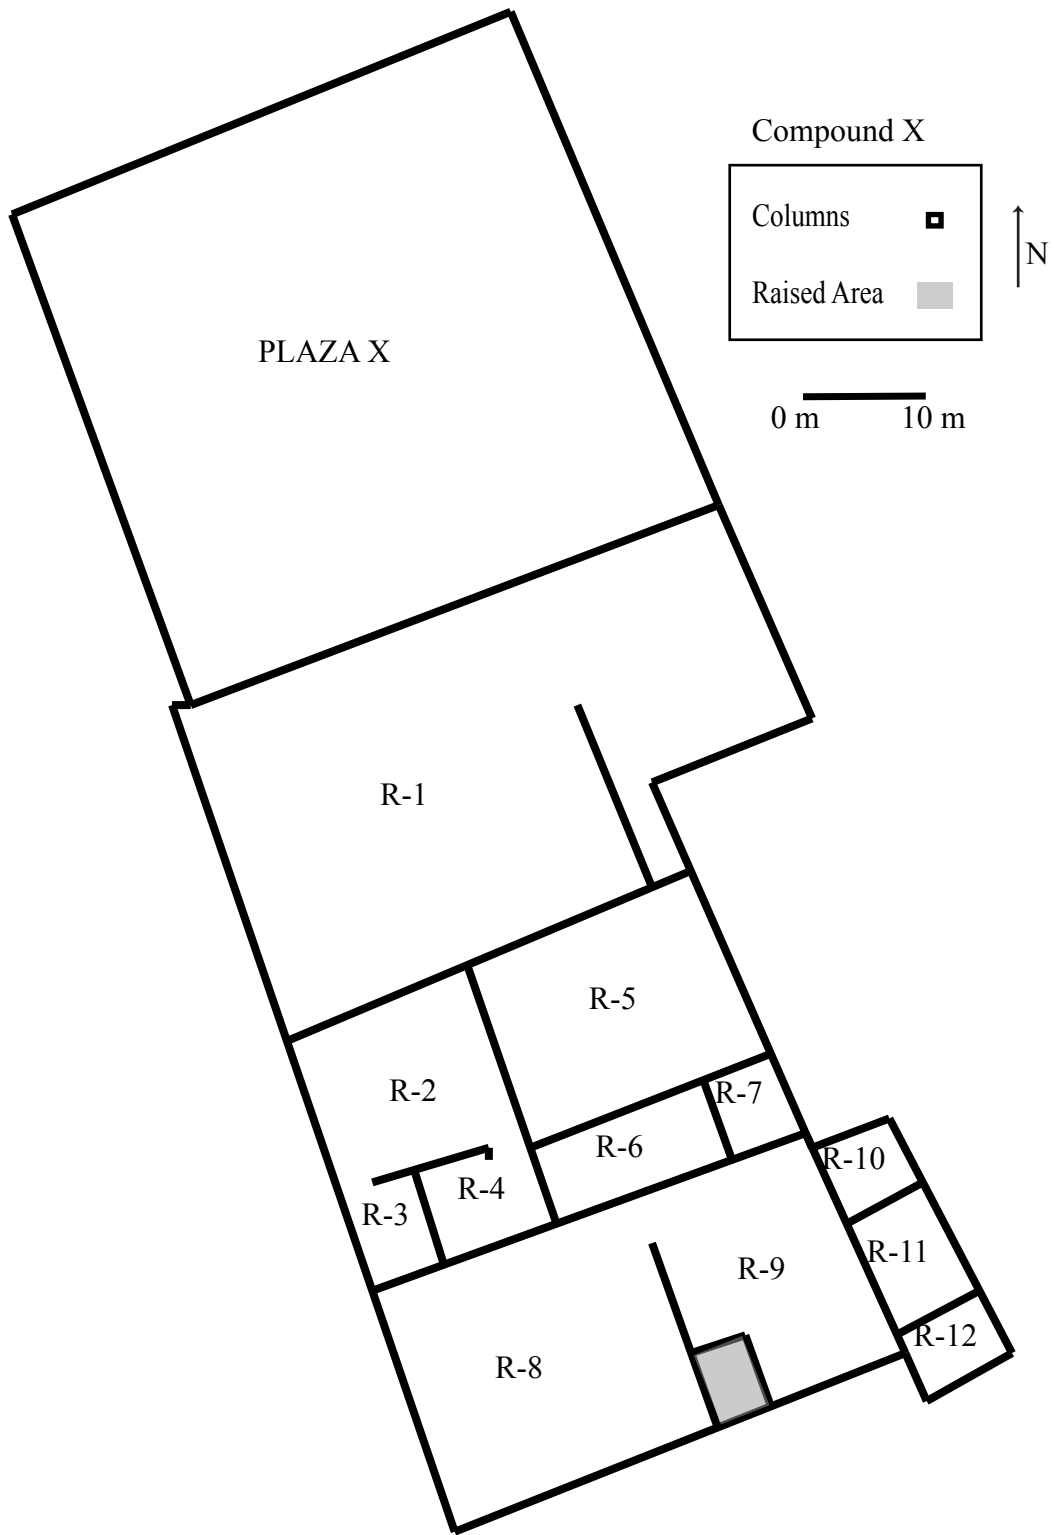 Compound X
Columns
Raised Area
N
0 m 10 m
PLAZA X
R-1
R-5
R-2
R-7
R-6
R-4
R-3
R-10
R-11
R-9
R-12
R-8